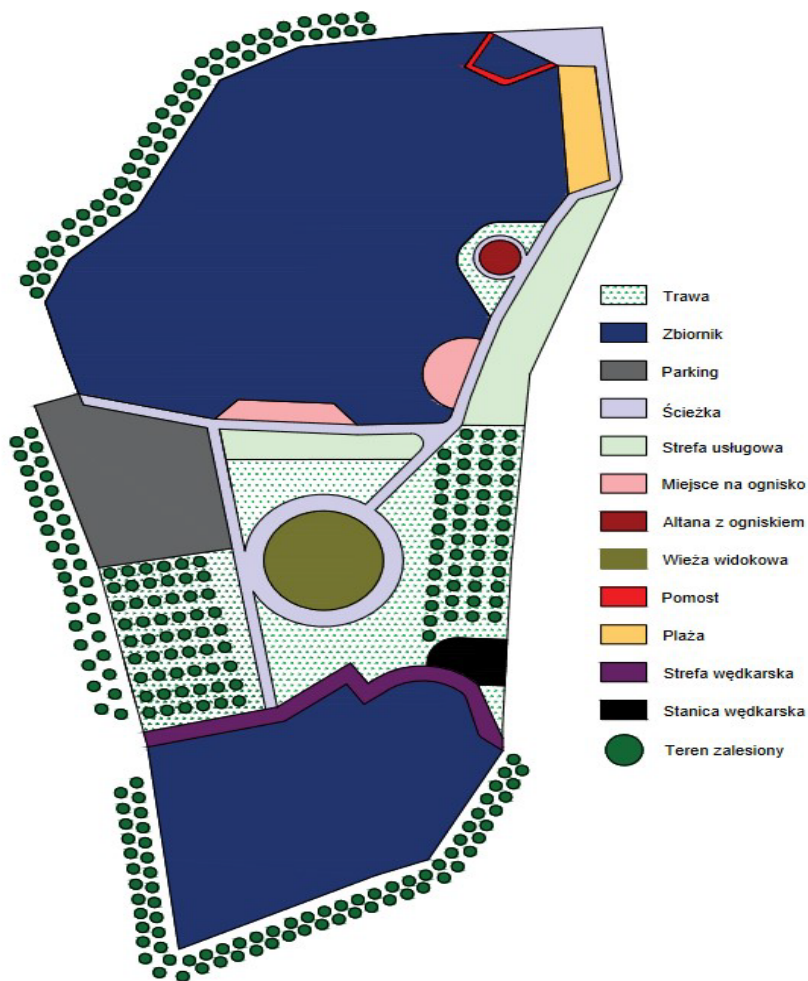 Trawa
Zbiornik
Parking
Ścieżka
Strefa usługowa
Miejsce na ognisko
Altana z ogniskiem
Wieża widokowa
Pomost
Plaża
Strefa wędkarska
Stanica wędkarska
Teren zalesiony